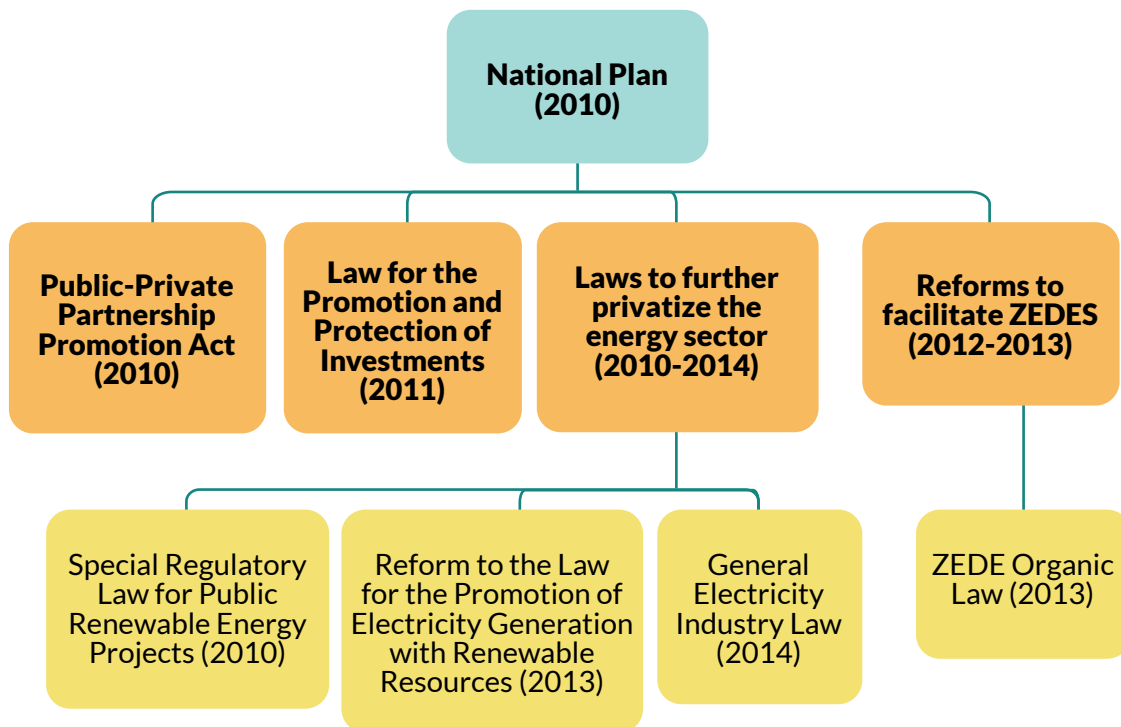 National Plan
(2010)
Public-Private
Partnership
Promotion Act
(2010)
Law for the
Promotion and
Protection of
Investments
(2011)
Laws to further
privatize the
energy sector
(2010-2014)
Reforms to
facilitate ZEDES
(2012-2013)
Special Regulatory
Law for Public
Renewable Energy
Projects (2010)
Reform to the Law
for the Promotion of
Electricity Generation
with Renewable
Resources (2013)
General
Electricity
Industry Law
(2014)
ZEDE Organic
Law (2013)